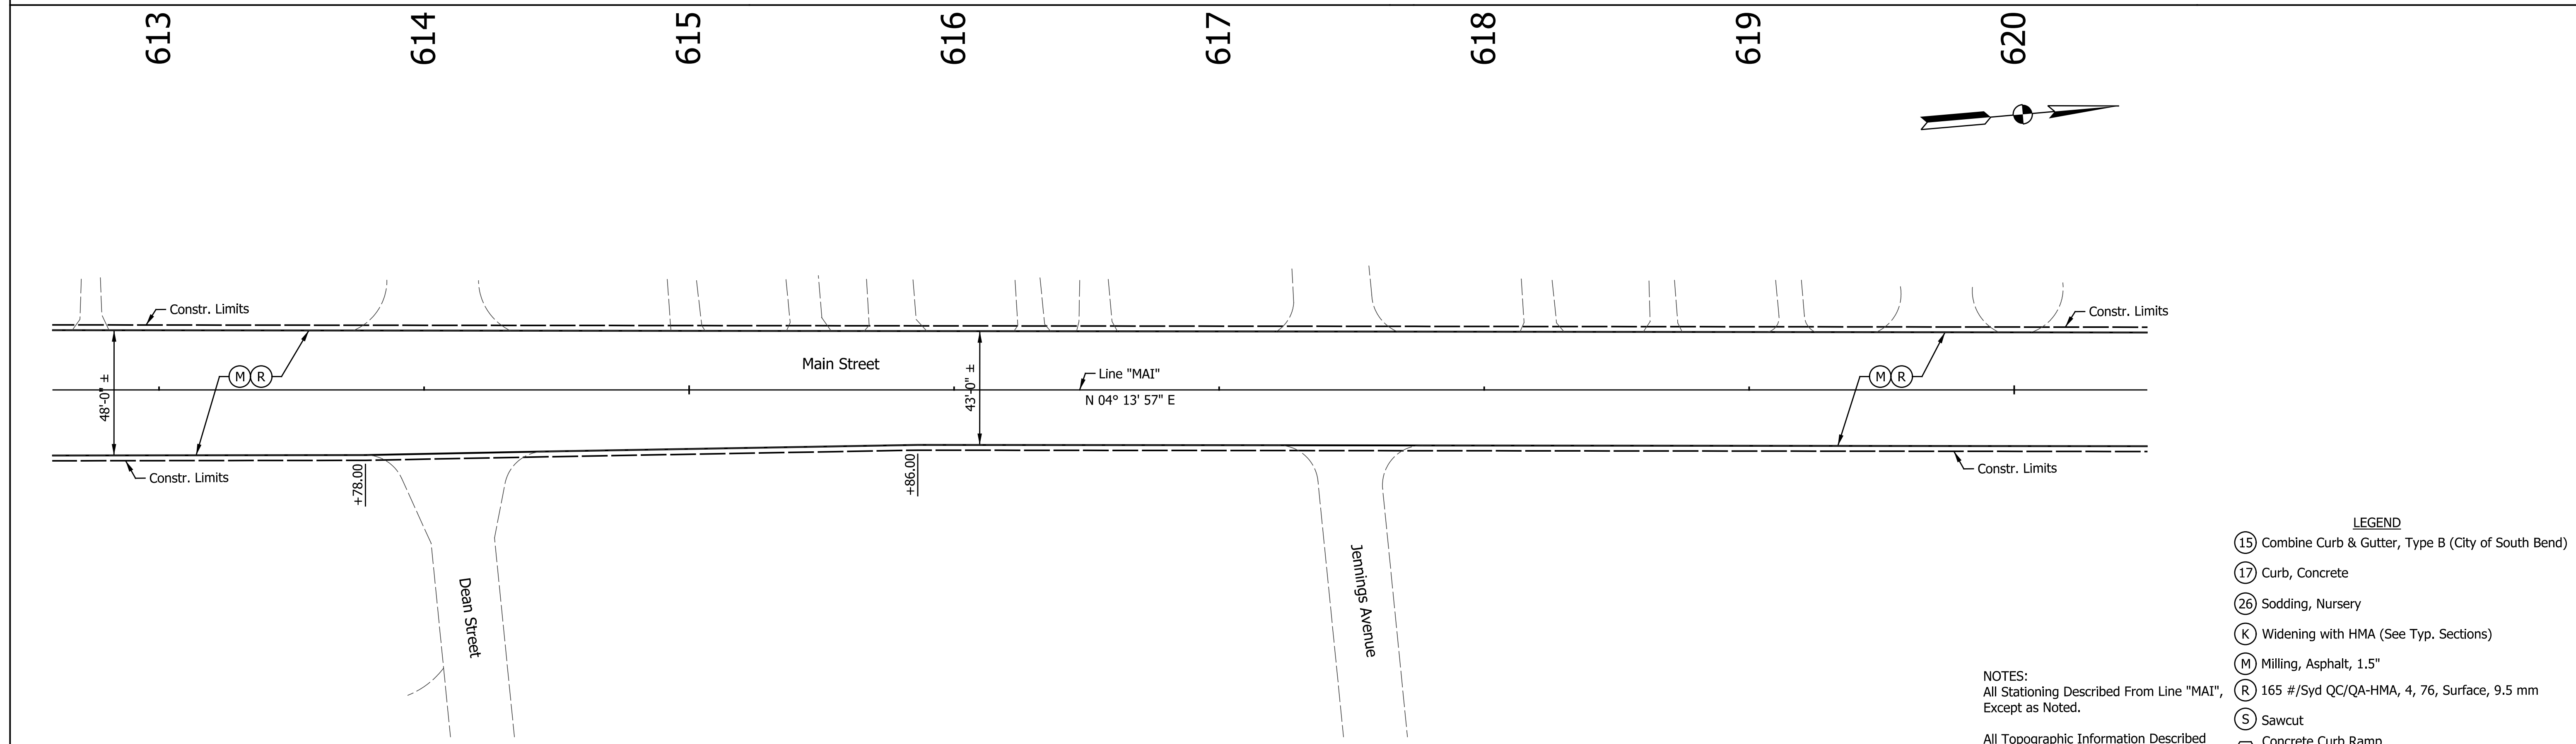 613
614
615
616
617
618
619
620
Constr. Limits
Constr. Limits
48'-0" ±
M R
Main Street
43'-0" ±
Line "MAI"
N 04° 13' 57" E
M R
Constr. Limits
+78.00
+86.00
Constr. Limits
Dean Street
Jennings Avenue
LEGEND
15 Combine Curb & Gutter, Type B (City of South Bend)
17 Curb, Concrete
26 Sodding, Nursery
K Widening with HMA (See Typ. Sections)
M Milling, Asphalt, 1.5"
R 165 #/Syd QC/QA-HMA, 4, 76, Surface, 9.5 mm
S Sawcut
Concrete Curb Ramp
NOTES:
All Stationing Described From Line "MAI",
Except as Noted.
All Topographic Information Described